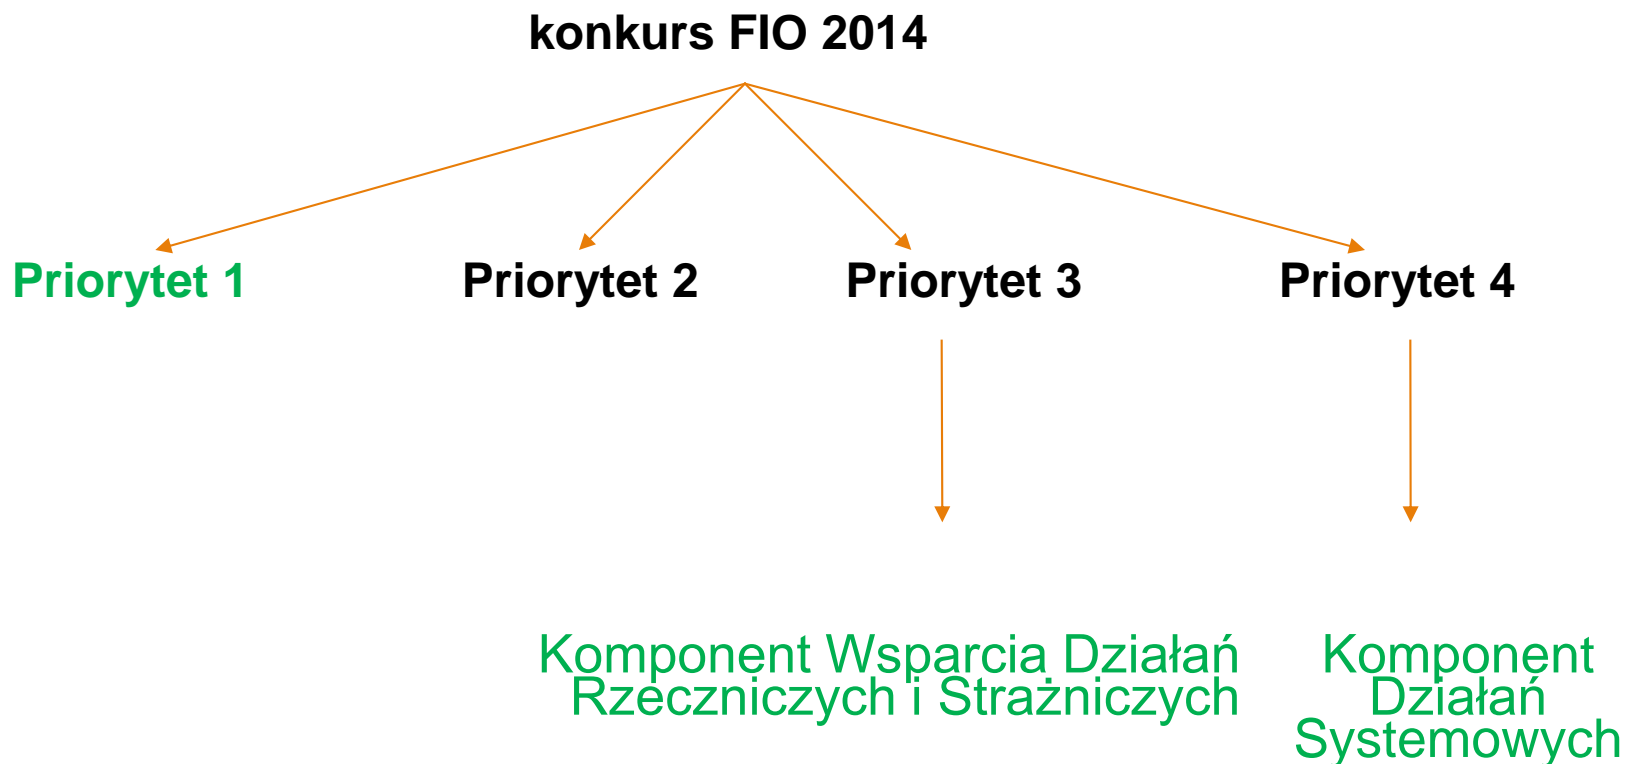 konkurs FIO 2014
Priorytet 1
Priorytet 2
Priorytet 3
Priorytet 4
Komponent Wsparcia Działań
Rzeczniczych i Strażniczych
Komponent
Działań
Systemowych